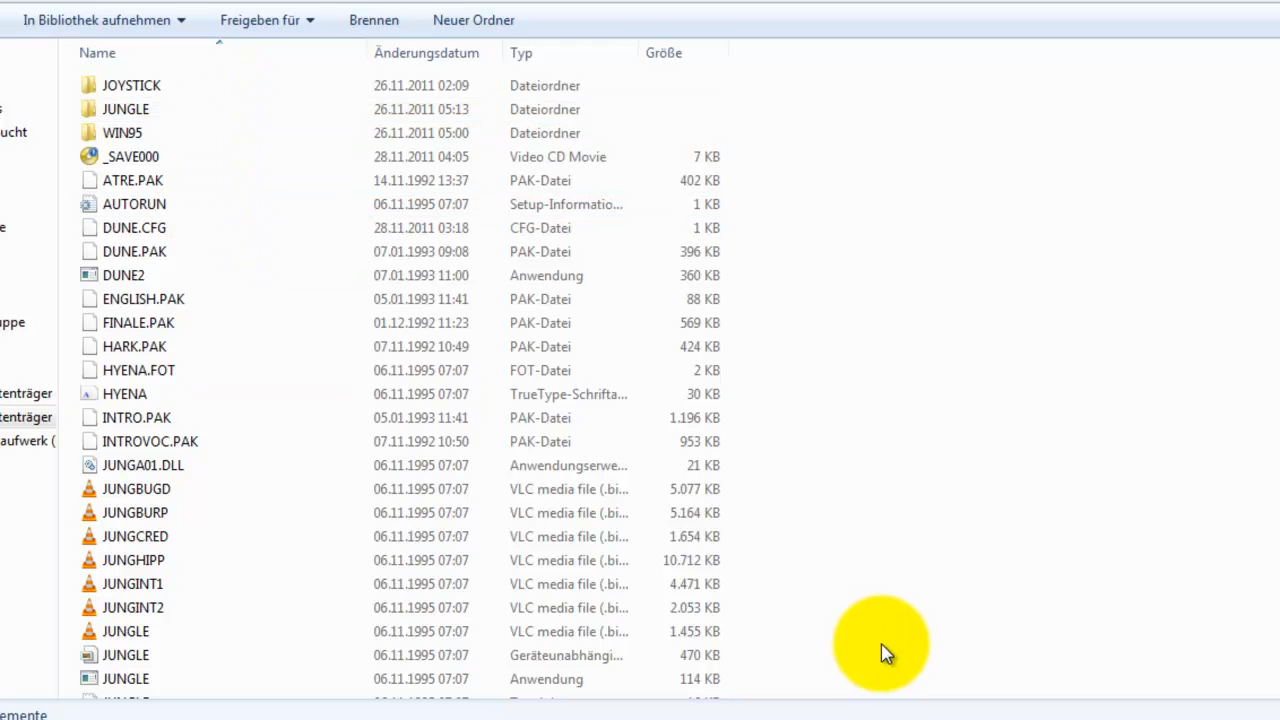 In Bibliothek aufnehmen Freigeben für Brennen Neuer Ordner
Name Änderungsdatum Typ Größe
JOYSTICK 26.11.2011 02:09 Dateiordner
s JUNGLE 26.11.2011 05:13 Dateiordner
ucht WIN95 26.11.2011 05:00 Dateiordner
_SAVE000 28.11.2011 04:05 Video CD Movie 7 KB
ATRE.PAK 14.11.1992 13:37 PAK-Datei 402 KB
AUTORUN 06.11.1995 07:07 Setup-Informatio... 1 KB
e DUNE.CFG 28.11.2011 03:18 CFG-Datei 1 KB
DUNE.PAK 07.01.1993 09:08 PAK-Datei 396 KB
DUNE2 07.01.1993 11:00 Anwendung 360 KB
ENGLISH.PAK 05.01.1993 11:41 PAK-Datei 88 KB
uppe FINALE.PAK 01.12.1992 11:23 PAK-Datei 569 KB
HARK.PAK 07.11.1992 10:49 PAK-Datei 424 KB
HYENA.FOT 06.11.1995 07:07 FOT-Datei 2 KB
tenträger HYENA 06.11.1995 07:07 TrueType-Schrifta... 30 KB
tenträger INTRO.PAK 05.01.1993 11:41 PAK-Datei 1.196 KB
aufwerk ( INTROVOC.PAK 07.11.1992 10:50 PAK-Datei 953 KB
JUNGA01.DLL 06.11.1995 07:07 Anwendungserwe... 21 KB
JUNGBUGD 06.11.1995 07:07 VLC media file (.bi... 5.077 KB
JUNGBURP 06.11.1995 07:07 VLC media file (.bi... 5.164 KB
JUNGCRED 06.11.1995 07:07 VLC media file (.bi... 1.654 KB
JUNGHIPP 06.11.1995 07:07 VLC media file (.bi... 10.712 KB
JUNGINT1 06.11.1995 07:07 VLC media file (.bi... 4.471 KB
JUNGINT2 06.11.1995 07:07 VLC media file (.bi... 2.053 KB
JUNGLE 06.11.1995 07:07 VLC media file (.bi... 1.455 KB
JUNGLE 06.11.1995 07:07 Geräteunabhängi... 470 KB
JUNGLE 06.11.1995 07:07 Anwendung 114 KB
emente